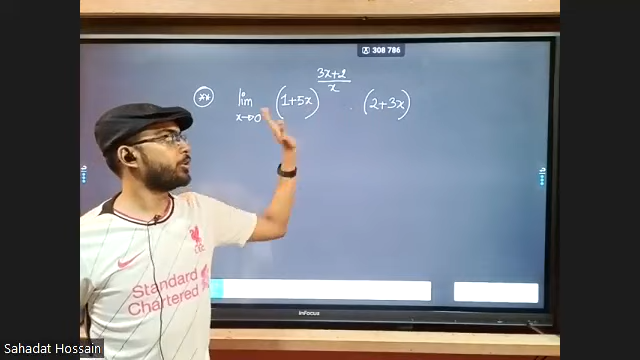 308 786
** lim x→0 (1+5x)^((3x+2)/x) · (2+3x)
Standard
Chartered
InFocus
Sahadat Hossain